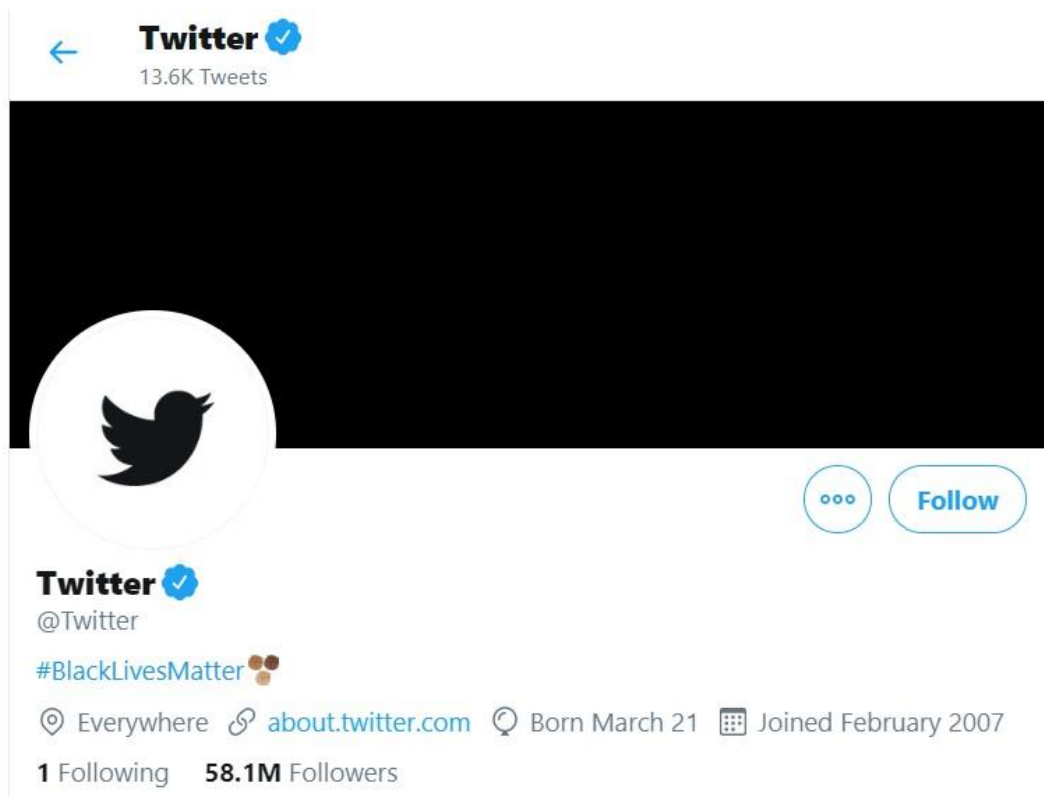 Twitter
13.6K Tweets
Follow
Twitter
@Twitter
#BlackLivesMatter
Everywhere about.twitter.com Born March 21 Joined February 2007
1 Following 58.1M Followers